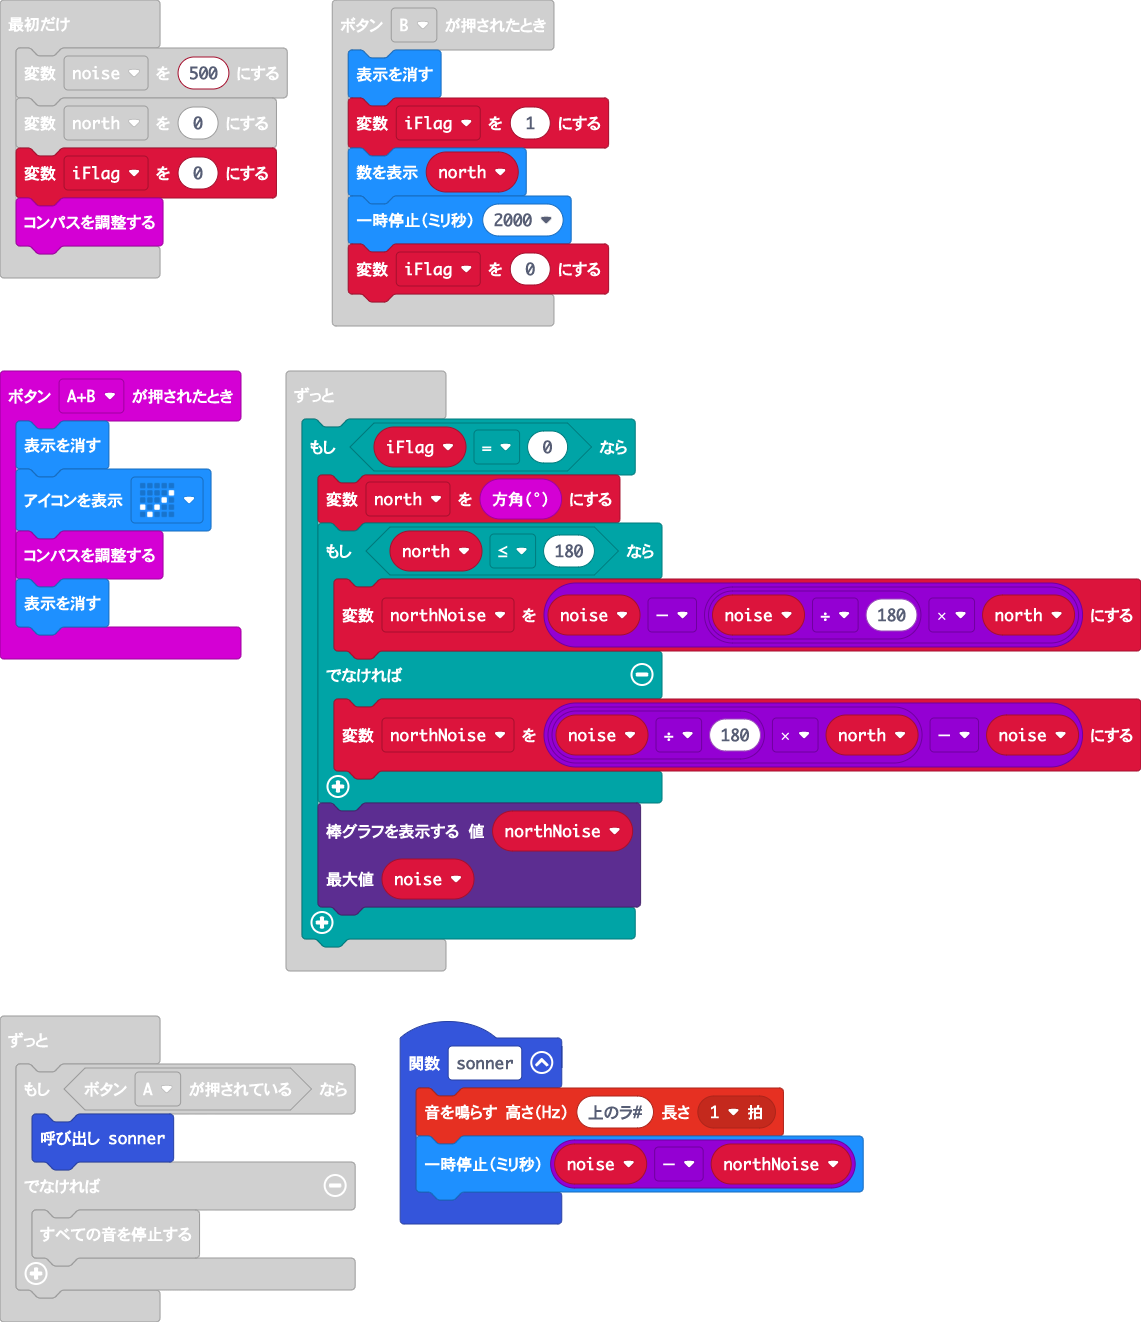 最初だけ
変数 noise を 500 にする
変数 north を 0 にする
変数 iFlag を 0 にする
コンパスを調整する
ボタン B が押されたとき
表示を消す
変数 iFlag を 1 にする
数を表示 north
一時停止(ミリ秒) 2000
変数 iFlag を 0 にする
ボタン A+B が押されたとき
表示を消す
アイコンを表示
コンパスを調整する
表示を消す
ずっと
もし iFlag = 0 なら
変数 north を 方角(°) にする
もし north ≤ 180 なら
変数 northNoise を noise - noise ÷ 180 × north にする
でなければ
変数 northNoise を noise ÷ 180 × north - noise にする
棒グラフを表示する 値 northNoise
最大値 noise
ずっと
もし ボタン A が押されている なら
呼び出し sonner
でなければ
すべての音を停止する
関数 sonner
音を鳴らす 高さ(Hz) 上のラ# 長さ 1 拍
一時停止(ミリ秒) noise - northNoise